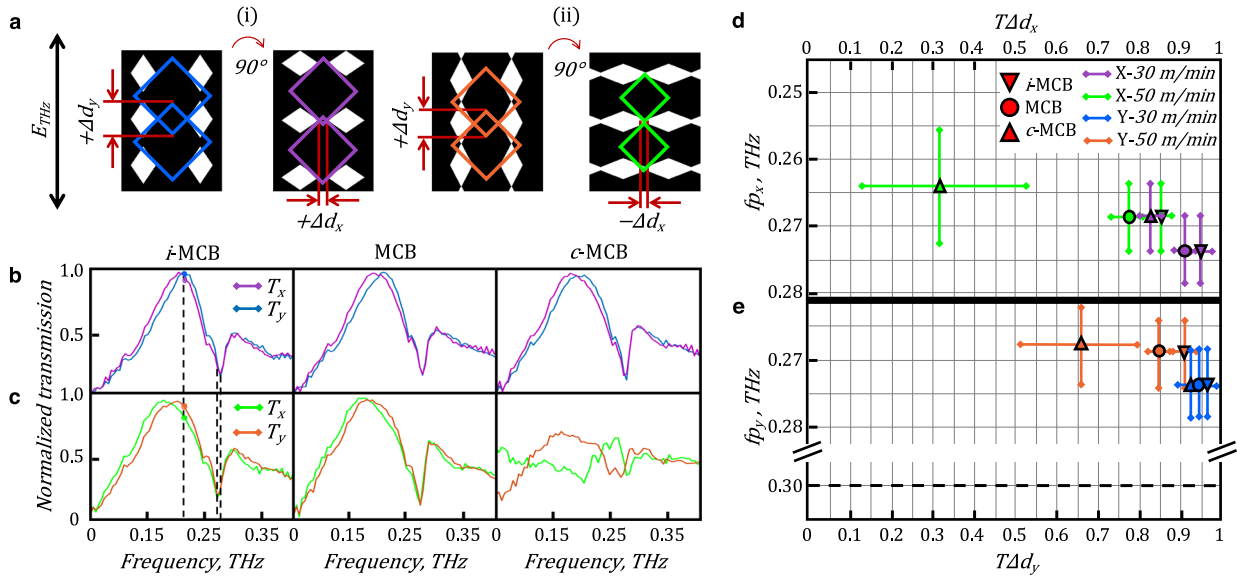 a
(i)
(ii)
90°
90°
E_THz
+Δd_y
+Δd_x
+Δd_y
−Δd_x
i-MCB
MCB
c-MCB
b
1.0
0.5
T_x
T_y
c
1.0
0.5
0
T_x
T_y
Normalized transmission
0 0.15 0.25 0.35
0 0.15 0.25 0.35
0 0.15 0.25 0.35
Frequency, THz
Frequency, THz
Frequency, THz
d
TΔd_x
0 0.1 0.2 0.3 0.4 0.5 0.6 0.7 0.8 0.9 1
i-MCB
MCB
c-MCB
X-30 m/min
X-50 m/min
Y-30 m/min
Y-50 m/min
0.25
0.26
0.27
0.28
fp_x, THz
e
0.27
0.28
0.30
fp_y, THz
0 0.1 0.2 0.3 0.4 0.5 0.6 0.7 0.8 0.9 1
TΔd_y